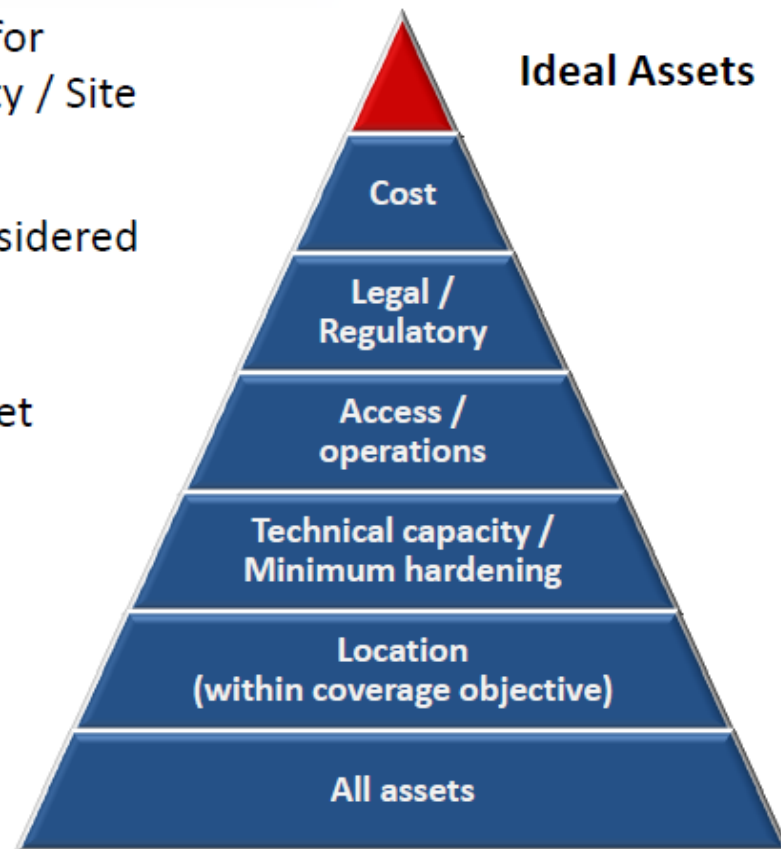 for
y / Site
Ideal Assets
Cost
sidered
Legal /
Regulatory
et
Access /
operations
Technical capacity /
Minimum hardening
Location
(within coverage objective)
All assets